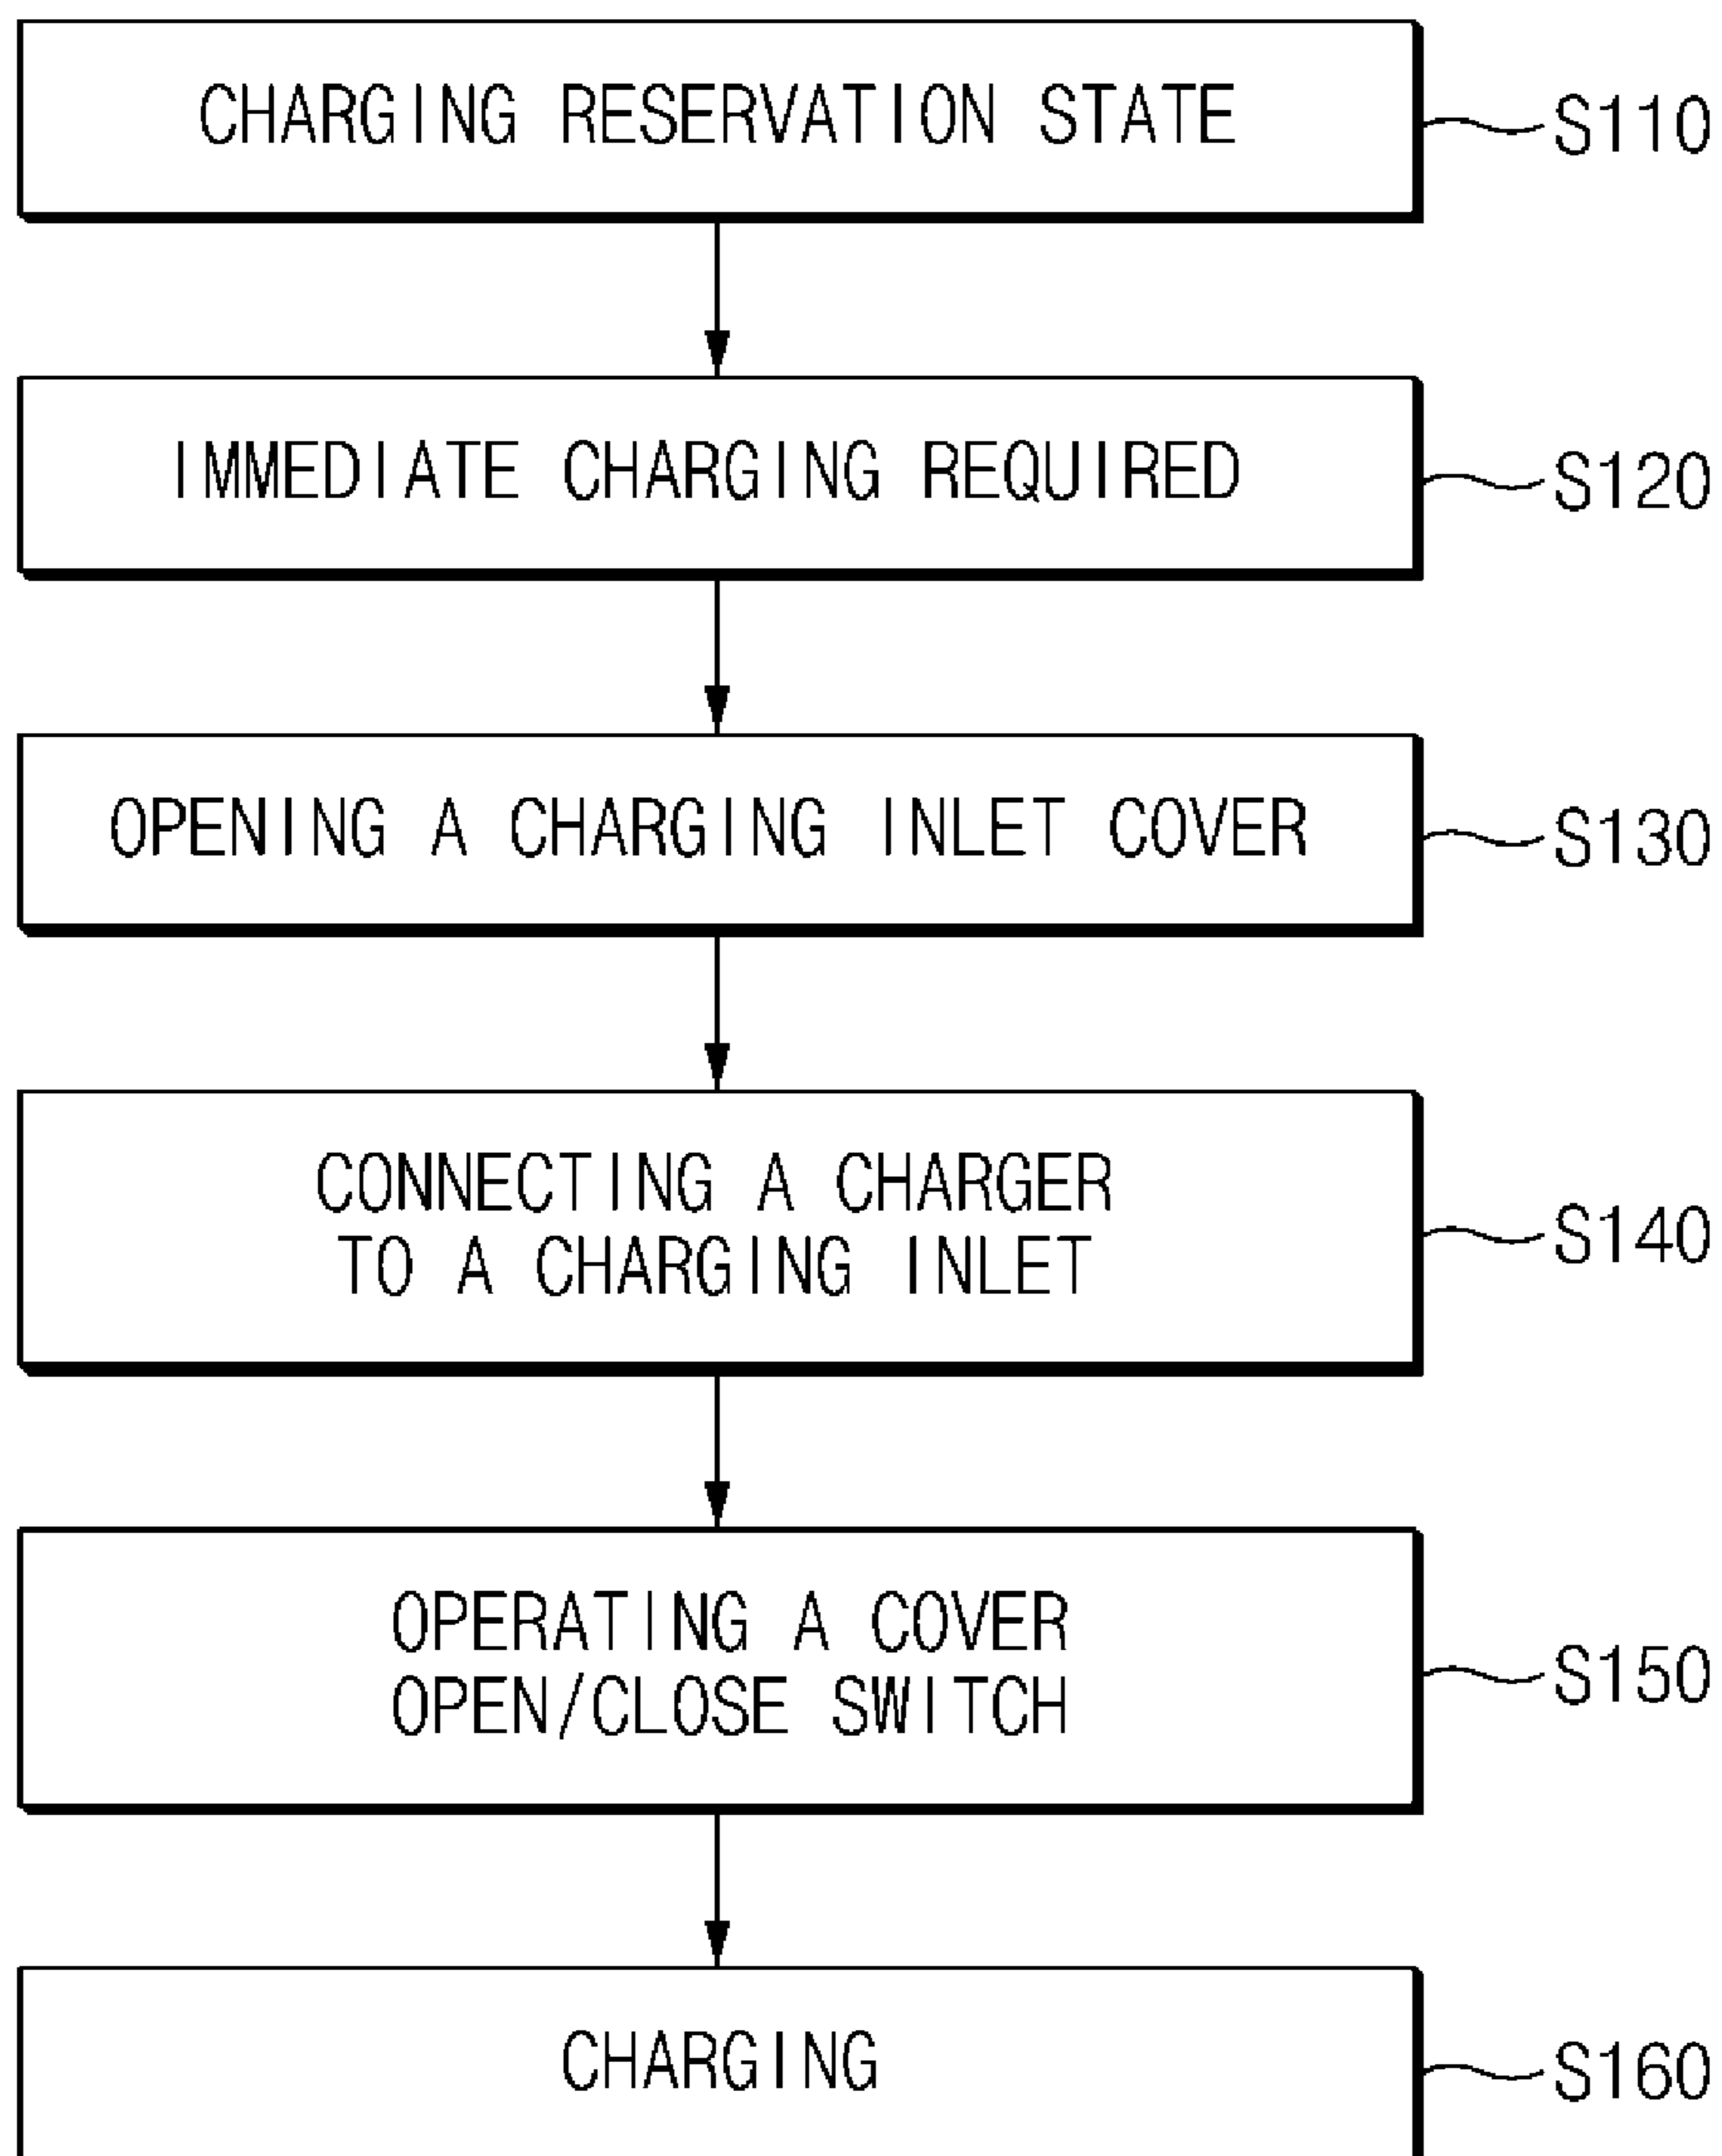 CHARGING RESERVATION STATE
S110
IMMEDIATE CHARGING REQUIRED
S120
OPENING A CHARGING INLET COVER
S130
CONNECTING A CHARGER
TO A CHARGING INLET
S140
OPERATING A COVER
OPEN/CLOSE SWITCH
S150
CHARGING
S160